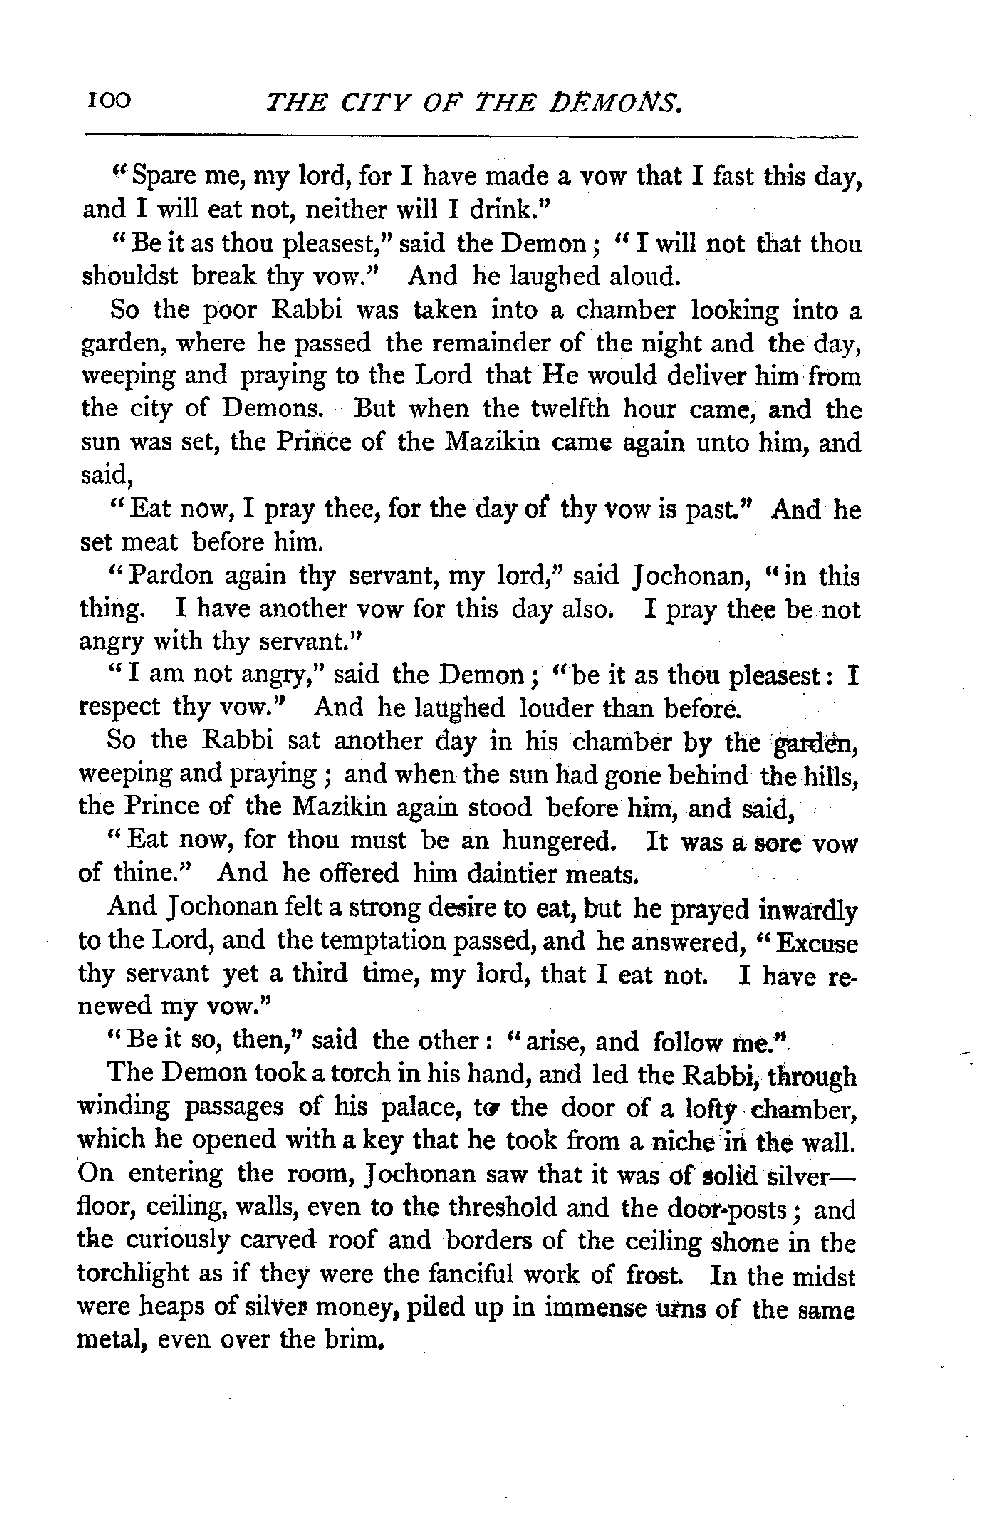 100 THE CITY OF THE DEMONS.
"Spare me, my lord, for I have made a vow that I fast this day,
and I will eat not, neither will I drink."
"Be it as thou pleasest," said the Demon; "I will not that thou
shouldst break thy vow." And he laughed aloud.
So the poor Rabbi was taken into a chamber looking into a
garden, where he passed the remainder of the night and the day,
weeping and praying to the Lord that He would deliver him from
the city of Demons. But when the twelfth hour came, and the
sun was set, the Prince of the Mazikin came again unto him, and
said,
"Eat now, I pray thee, for the day of thy vow is past." And he
set meat before him.
"Pardon again thy servant, my lord," said Jochonan, "in this
thing. I have another vow for this day also. I pray thee be not
angry with thy servant."
"I am not angry," said the Demon; "be it as thou pleasest: I
respect thy vow." And he laughed louder than before.
So the Rabbi sat another day in his chamber by the garden,
weeping and praying; and when the sun had gone behind the hills,
the Prince of the Mazikin again stood before him, and said,
"Eat now, for thou must be an hungered. It was a sore vow
of thine." And he offered him daintier meats.
And Jochonan felt a strong desire to eat, but he prayed inwardly
to the Lord, and the temptation passed, and he answered, "Excuse
thy servant yet a third time, my lord, that I eat not. I have re-
newed my vow."
"Be it so, then," said the other: "arise, and follow me."
The Demon took a torch in his hand, and led the Rabbi, through
winding passages of his palace, to the door of a lofty chamber,
which he opened with a key that he took from a niche in the wall.
On entering the room, Jochonan saw that it was of solid silver—
floor, ceiling, walls, even to the threshold and the door-posts; and
the curiously carved roof and borders of the ceiling shone in the
torchlight as if they were the fanciful work of frost. In the midst
were heaps of silver money, piled up in immense urns of the same
metal, even over the brim.